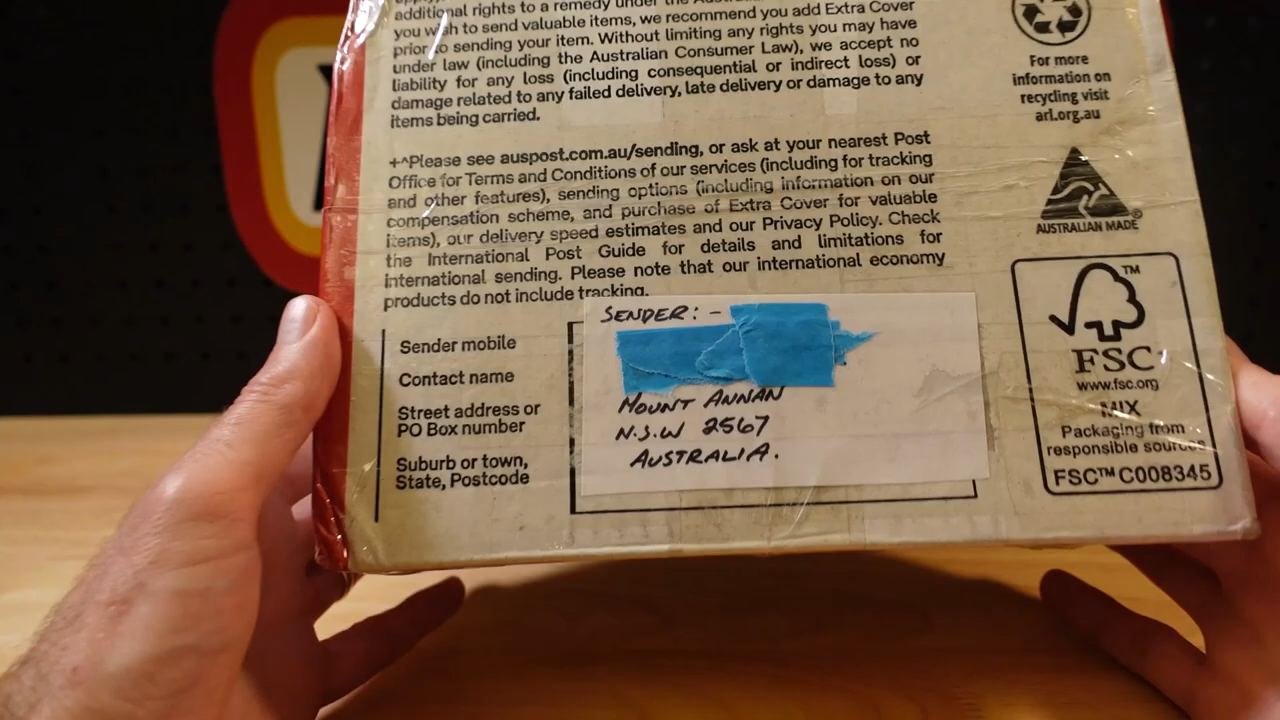 additional rights to a remedy under the Austra
you wish to send valuable items, we recommend you add Extra Cover
prior to sending your item. Without limiting any rights you may have
under law (including the Australian Consumer Law), we accept no
liability for any loss (including consequential or indirect loss) or
damage related to any failed delivery, late delivery or damage to any
items being carried.
+^Please see auspost.com.au/sending, or ask at your nearest Post
Office for Terms and Conditions of our services (including for tracking
and other features), sending options (including information on our
compensation scheme, and purchase of Extra Cover for valuable
items), our delivery speed estimates and our Privacy Policy. Check
the International Post Guide for details and limitations for
international sending. Please note that our international economy
products do not include tracking.
Sender mobile
Contact name
Street address or
PO Box number
Suburb or town,
State, Postcode
SENDER: -
MOUNT ANNAN
N.S.W 2567
AUSTRALIA.
For more
information on
recycling visit
arl.org.au
AUSTRALIAN MADE®
™
FSC
www.fsc.org
MIX
Packaging from
responsible sources
FSC™ C008345